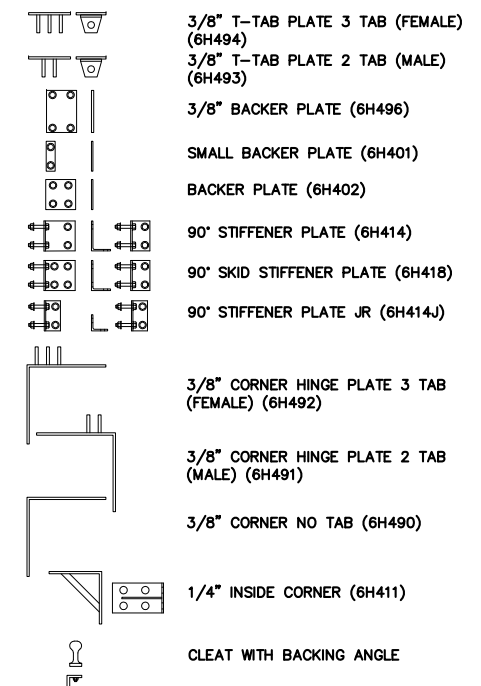 3/8” T-TAB PLATE 3 TAB (FEMALE)
(6H494)
3/8” T-TAB PLATE 2 TAB (MALE)
(6H493)
3/8” BACKER PLATE (6H496)
SMALL BACKER PLATE (6H401)
BACKER PLATE (6H402)
90° STIFFENER PLATE (6H414)
90° SKID STIFFENER PLATE (6H418)
90° STIFFENER PLATE JR (6H414J)
3/8” CORNER HINGE PLATE 3 TAB
(FEMALE) (6H492)
3/8” CORNER HINGE PLATE 2 TAB
(MALE) (6H491)
3/8” CORNER NO TAB (6H490)
1/4” INSIDE CORNER (6H411)
CLEAT WITH BACKING ANGLE